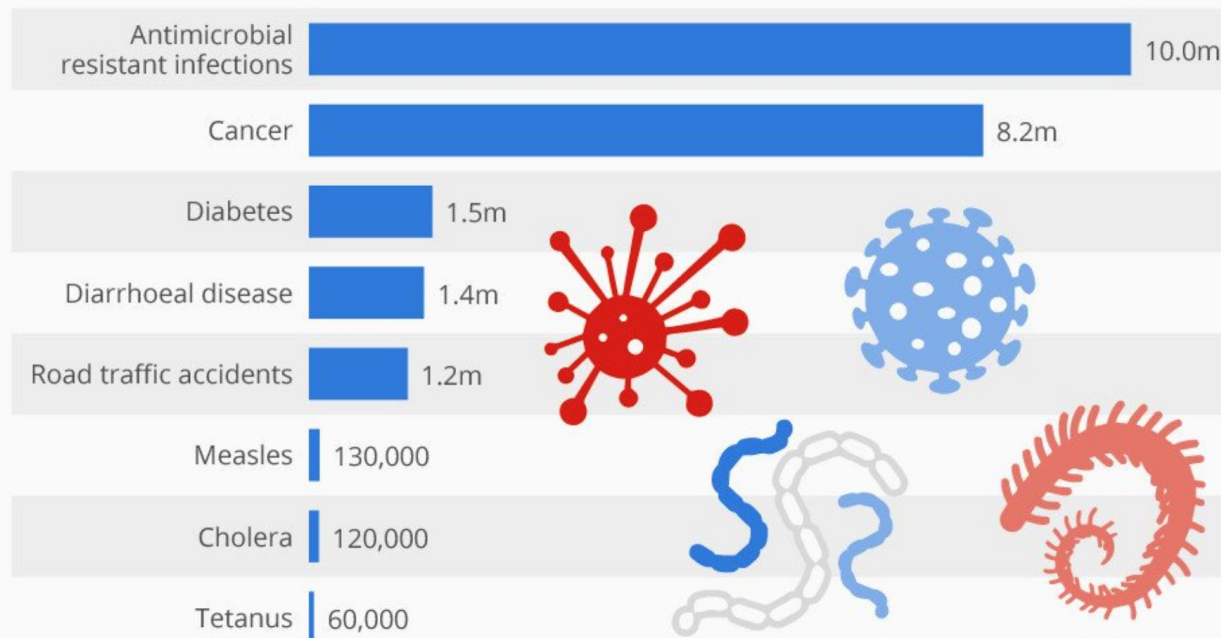 Antimicrobial
resistant infections
10.0m
Cancer
8.2m
Diabetes
1.5m
Diarrhoeal disease
1.4m
Road traffic accidents
1.2m
Measles
130,000
Cholera
120,000
Tetanus
60,000